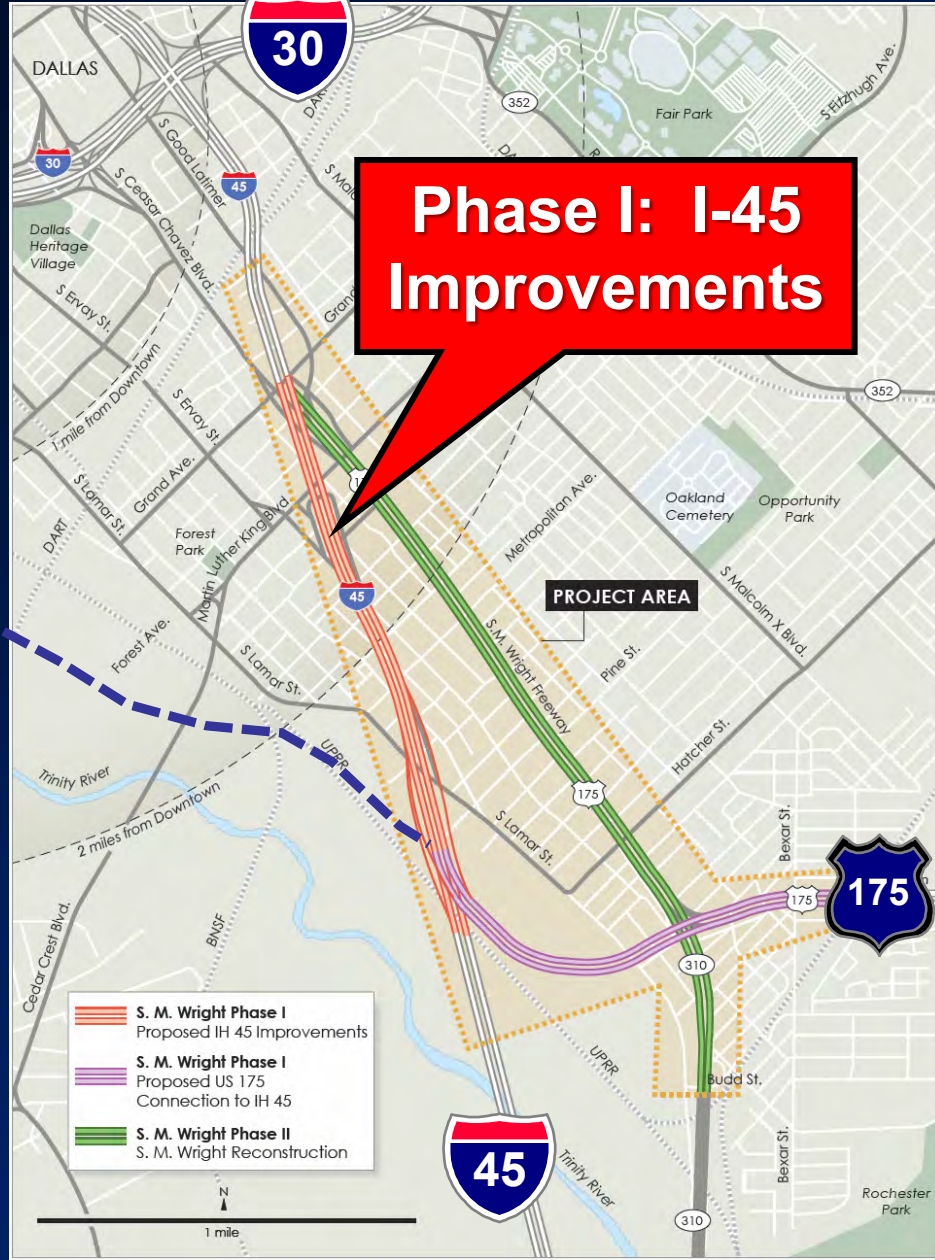 30
DALLAS
DART
352
Fair Park
S Fitzhugh Ave.
30
45
S Good Latimer
S Ceasar Chavez Blvd.
Phase I: I-45
Improvements
Dallas
Heritage
Village
S Ervay St.
1 mile from Downtown
352
S Ervay St.
Grand Ave.
S Lamar St.
DART
Forest
Park
Martin Luther King Blvd
Metropolitan Ave.
Oakland
Cemetery
Opportunity
Park
S Malcolm X Blvd.
45
PROJECT AREA
Forest Ave.
S Lamar St.
S.M. Wright Freeway
Pine St.
Hatcher St.
UPRR
175
Trinity River
2 miles from Downtown
S Lamar St.
Bexar St.
175
175
BNSF
310
Cedar Crest Blvd.
S. M. Wright Phase I
Proposed IH 45 Improvements
S. M. Wright Phase I
Proposed US 175
Connection to IH 45
S. M. Wright Phase II
S. M. Wright Reconstruction
UPRR
Budd St.
45
Trinity River
Bexar St.
Rochester
Park
310
N
1 mile